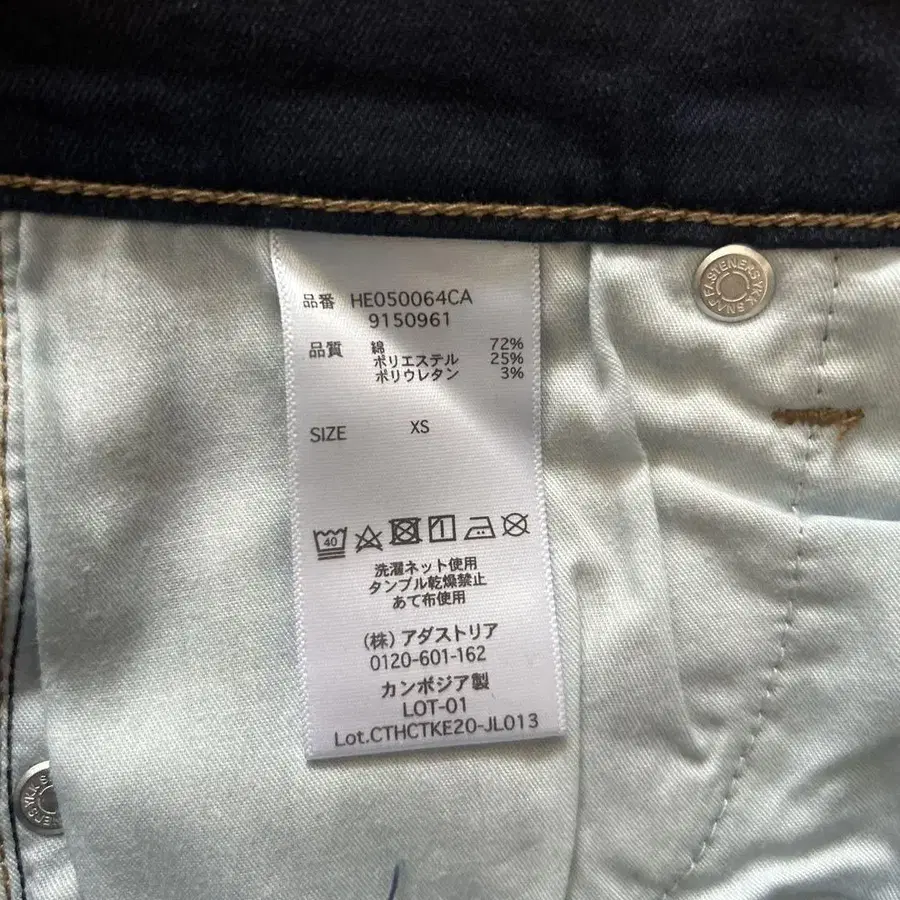 品番 HE050064CA
9150961
品質 綿 72%
ポリエステル 25%
ポリウレタン 3%
SIZE XS
40
洗濯ネット使用
タンブル乾燥禁止
あて布使用
(株)アダストリア
0120-601-162
カンボジア製
LOT-01
Lot.CTHCTKE20-JL013